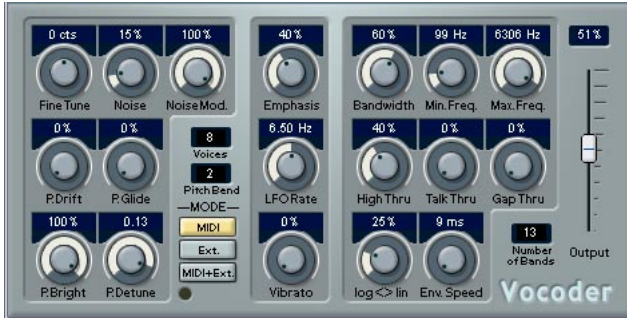 0 cts 15% 100% 40% 60% 99 Hz 6306 Hz 51%
Fine Tune Noise Noise Mod. Emphasis Bandwidth Min. Freq. Max. Freq.
0% 0% 8 6.50 Hz 40% 0% 0%
Voices
2
P.Drift P.Glide Pitch Bend LFO Rate High Thru Talk Thru Gap Thru
MODE
100% 0.13 MIDI 0% 25% 9 ms 13
Ext. Number of Bands Output
MIDI+Ext.
P.Bright P.Detune Vibrato log<>lin Env. Speed Vocoder